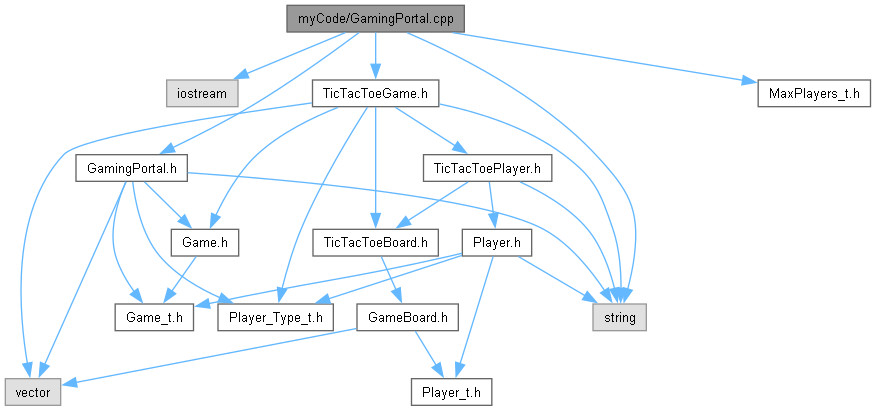 myCode/GamingPortal.cpp
iostream
TicTacToeGame.h
MaxPlayers_t.h
GamingPortal.h
TicTacToePlayer.h
Game.h
TicTacToeBoard.h
Player.h
Game_t.h
Player_Type_t.h
GameBoard.h
string
vector
Player_t.h